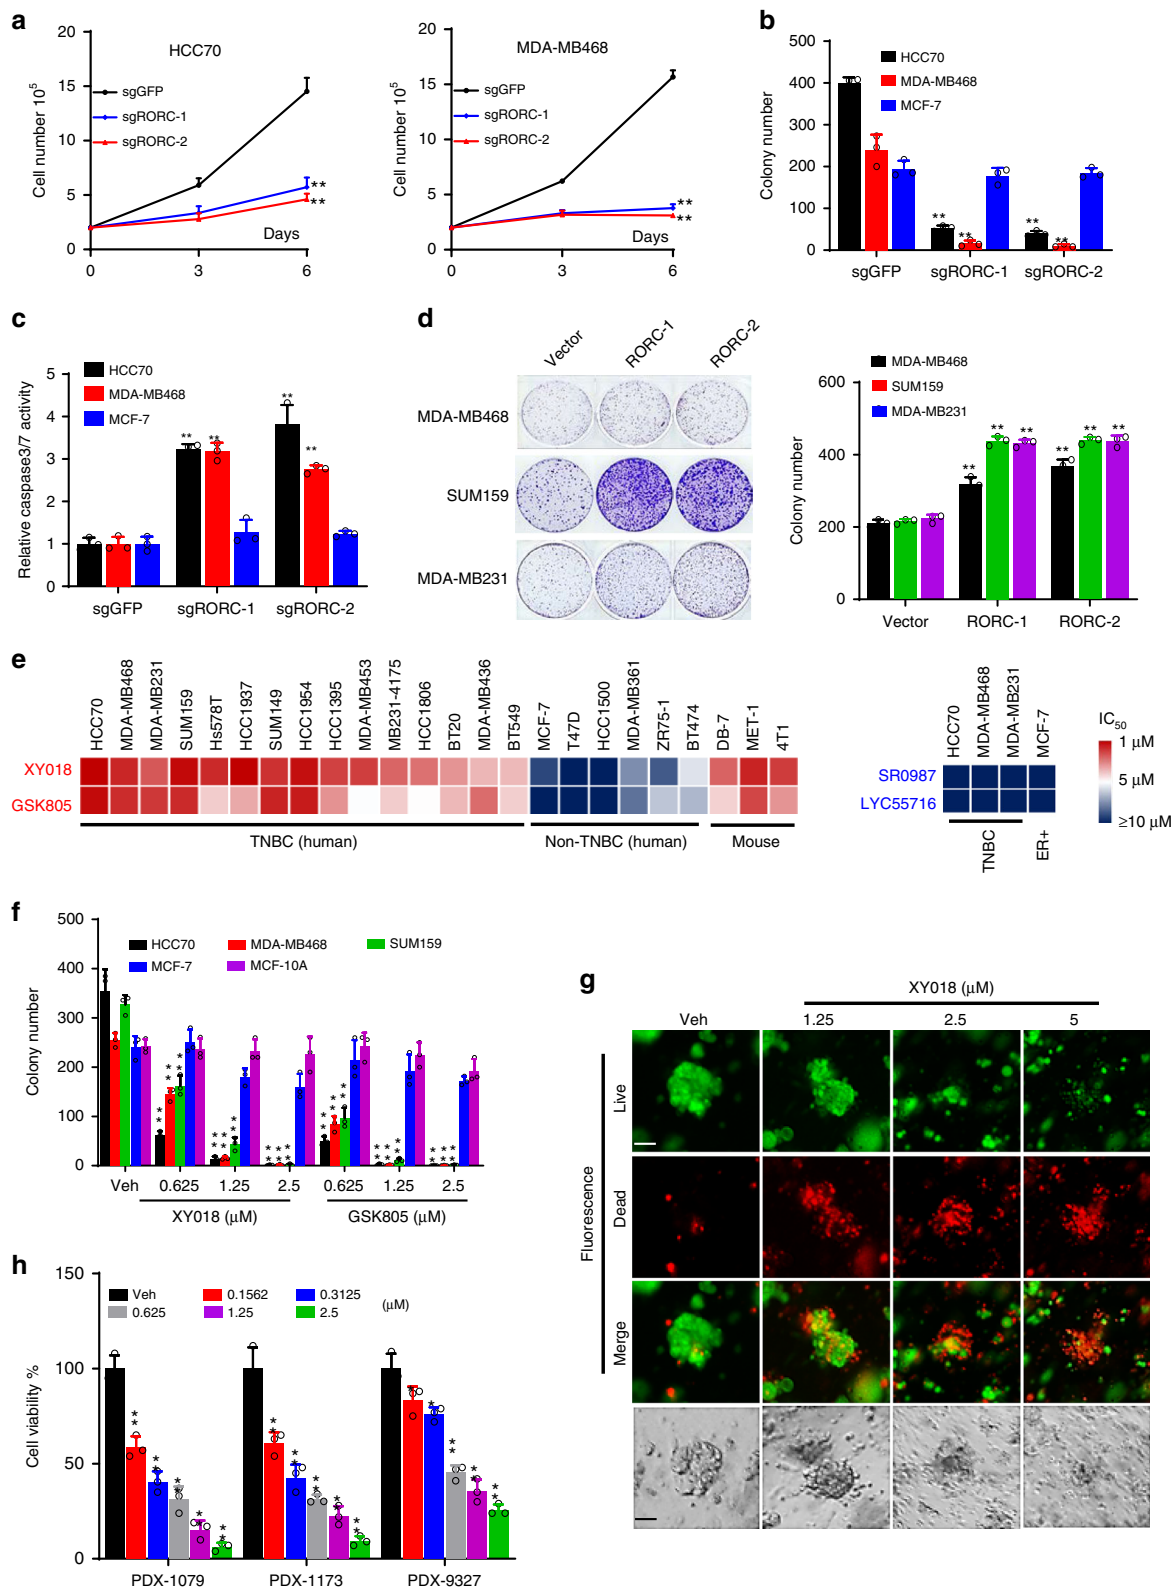 a
HCC70
Cell number 10⁵
20
15
10
5
0
sgGFP
sgRORC-1
sgRORC-2
**
**
Days
0 3 6
MDA-MB468
Cell number 10⁵
20
15
10
5
0
sgGFP
sgRORC-1
sgRORC-2
**
**
Days
0 3 6
b
Colony number
500
400
300
200
100
0
HCC70
MDA-MB468
MCF-7
** ** ** **
sgGFP sgRORC-1 sgRORC-2
c
Relative caspase3/7 activity
5
4
3
2
1
0
HCC70
MDA-MB468
MCF-7
** ** ** **
sgGFP sgRORC-1 sgRORC-2
d
Vector RORC-1 RORC-2
MDA-MB468
SUM159
MDA-MB231
Colony number
600
400
200
0
MDA-MB468
SUM159
MDA-MB231
** ** ** ** ** **
Vector RORC-1 RORC-2
e
HCC70 MDA-MB468 MDA-MB231 SUM159 Hs578T HCC1937 SUM149 HCC1954 HCC1395 MDA-MB453 MB231-4175 HCC1806 BT20 MDA-MB436 BT549 MCF-7 T47D HCC1500 MDA-MB361 ZR75-1 BT474 DB-7 MET-1 4T1
XY018
GSK805
TNBC (human) Non-TNBC (human) Mouse
HCC70 MDA-MB468 MDA-MB231 MCF-7
SR0987
LYC55716
TNBC ER+
IC₅₀
1 μM
5 μM
≥10 μM
f
Colony number
500
400
300
200
100
0
HCC70 MDA-MB468 SUM159
MCF-7 MCF-10A
** ** ** ** ** ** ** ** ** ** ** ** ** ** ** ** ** **
Veh 0.625 1.25 2.5 0.625 1.25 2.5
XY018 (μM) GSK805 (μM)
g
XY018 (μM)
Veh 1.25 2.5 5
Fluorescence
Live
Dead
Merge
h
Cell viability %
150
100
50
0
Veh 0.1562 0.3125 (μM)
0.625 1.25 2.5
** ** ** ** ** ** ** ** ** ** * * ** ** **
PDX-1079 PDX-1173 PDX-9327